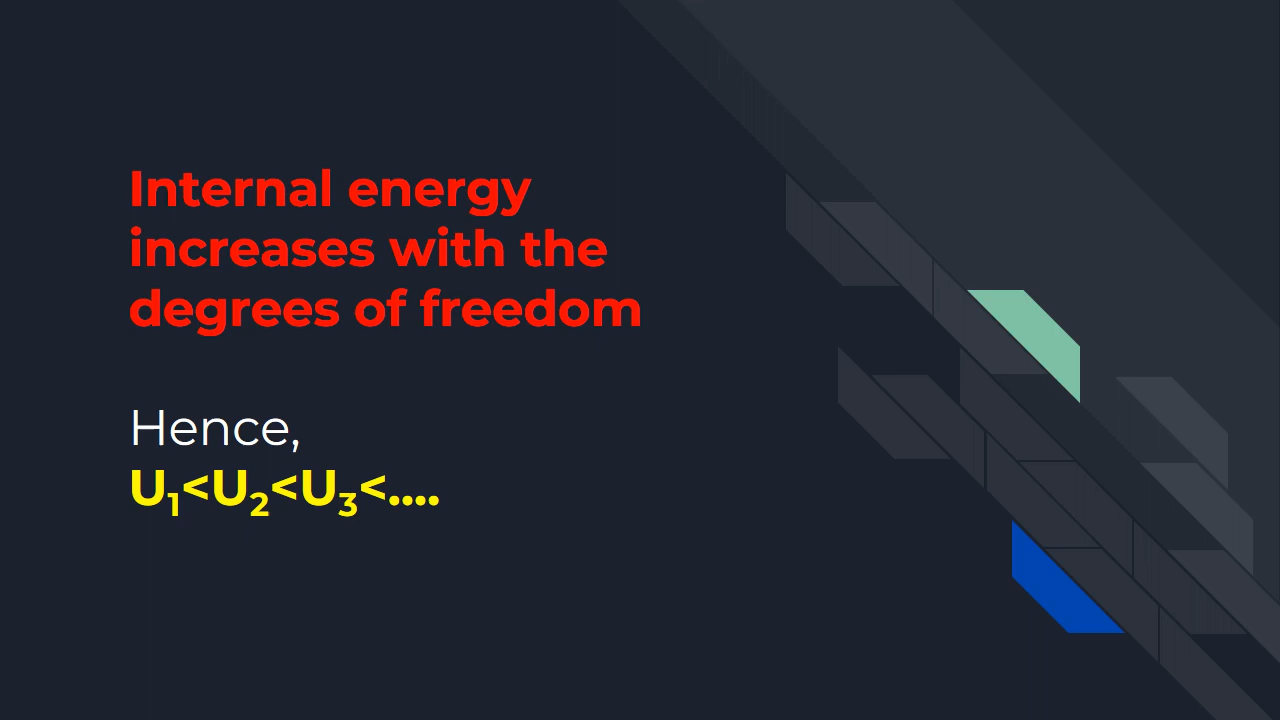 Internal energy
increases with the
degrees of freedom
Hence,
U₁<U₂<U₃<....